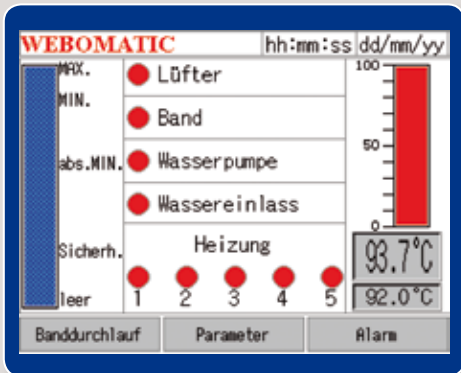 WEBOMATIC hh:mm:ss dd/mm/yy
MAX.
MIN.
abs.MIN.
Sicherh.
leer
Lüfter
Band
Wasserpumpe
Wassereinlass
Heizung
1 2 3 4 5
100
50
0
93.7°C
92.0°C
Banddurchlauf Parameter Alarm